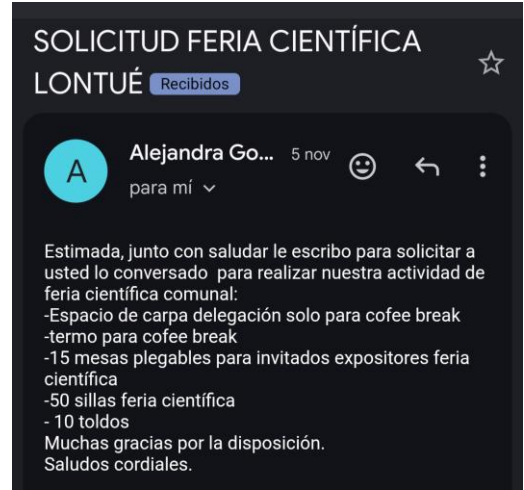 SOLICITUD FERIA CIENTÍFICA
LONTUÉ Recibidos
A
Alejandra Go... 5 nov
para mí
Estimada, junto con saludar le escribo para solicitar a
usted lo conversado  para realizar nuestra actividad de
feria científica comunal:
-Espacio de carpa delegación solo para cofee break
-termo para cofee break
-15 mesas plegables para invitados expositores feria
científica
-50 sillas feria científica
- 10 toldos
Muchas gracias por la disposición.
Saludos cordiales.